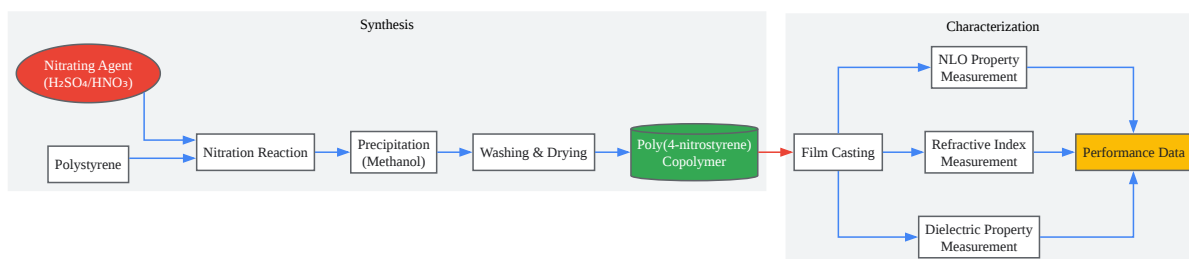 Synthesis
Nitrating Agent
(H₂SO₄/HNO₃)
Polystyrene
Nitration Reaction
Precipitation
(Methanol)
Washing & Drying
Poly(4-nitrostyrene)
Copolymer
Characterization
Film Casting
NLO Property
Measurement
Refractive Index
Measurement
Dielectric Property
Measurement
Performance Data